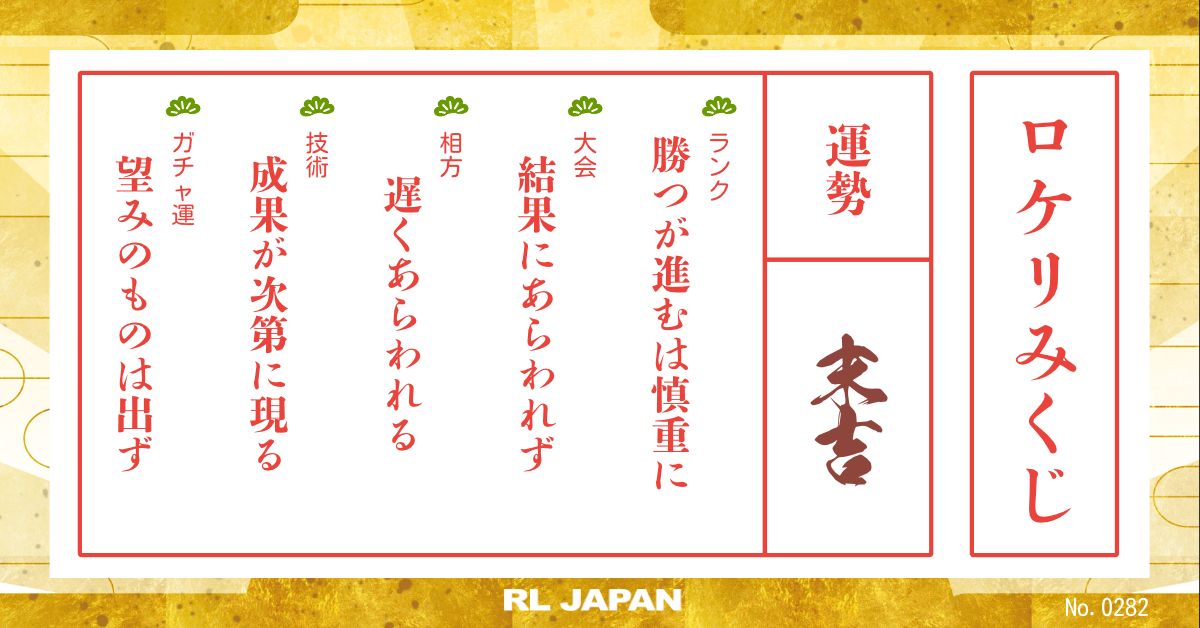 ロケリみくじ
運勢
末吉
ランク
勝つが進むは慎重に
大会
結果にあらわれず
相方
遅くあらわれる
技術
成果が次第に現る
ガチャ運
望みのものは出ず
RL JAPAN
No. 0282